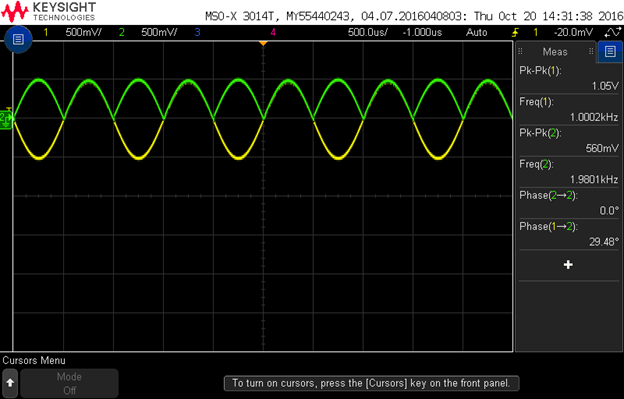 KEYSIGHT
TECHNOLOGIES
MSO-X 3014T, MY55440243, 04.07.2016040803: Thu Oct 20 14:31:38 2016
1 500mV/ 2 500mV/ 3 4 500.0us/ -1.000us Auto 1 -20.0mV
Meas
Pk-Pk(1):
1.05V
Freq(1):
1.0002kHz
Pk-Pk(2):
560mV
Freq(2):
1.9801kHz
Phase(2→2):
0.0°
Phase(1→2):
29.48°
+
Cursors Menu
Mode
Off
To turn on cursors, press the [Cursors] key on the front panel.